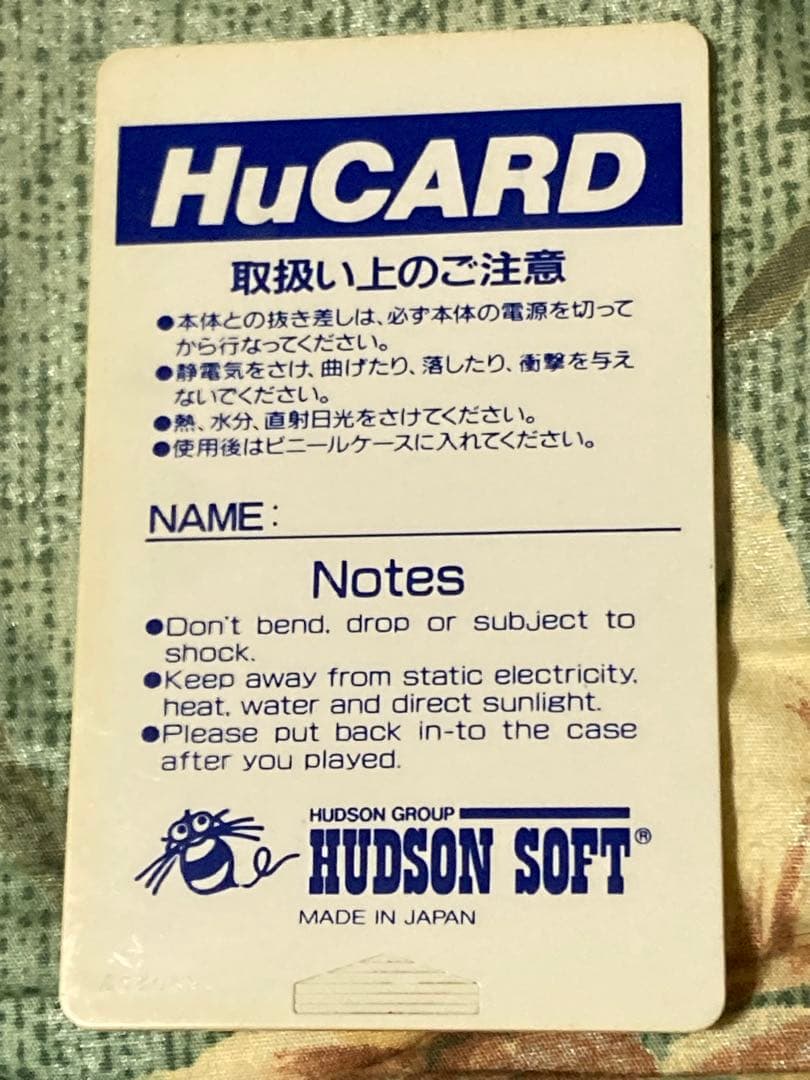 HuCARD
取扱い上のご注意
●本体との抜き差しは、必ず本体の電源を切って
から行なってください。
●静電気をさけ、曲げたり、落したり、衝撃を与え
ないでください。
●熱、水分、直射日光をさけてください。
●使用後はビニールケースに入れてください。
NAME:
Notes
●Don't bend, drop or subject to
shock.
●Keep away from static electricity,
heat, water and direct sunlight.
●Please put back in-to the case
after you played.
HUDSON GROUP
HUDSON SOFT®
MADE IN JAPAN